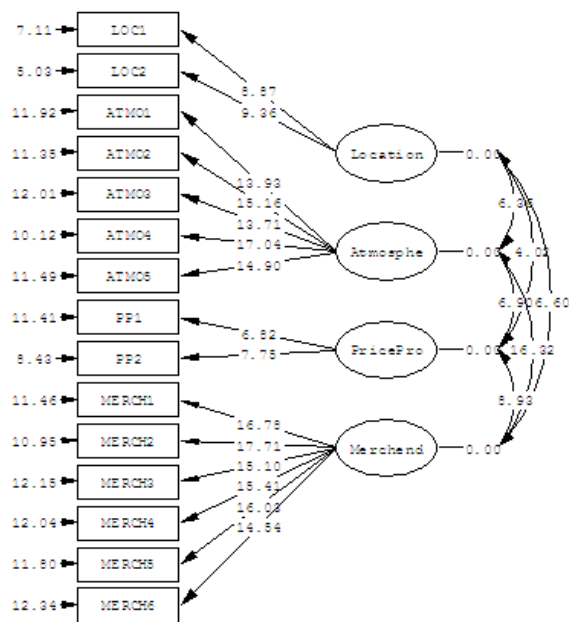 7.11 LOC1
5.03 LOC2
11.92 ATMO1
11.35 ATMO2
12.01 ATMO3
10.12 ATMO4
11.49 ATMO5
11.41 PP1
8.43 PP2
11.46 MERCH1
10.95 MERCH2
12.15 MERCH3
12.04 MERCH4
11.80 MERCH5
12.34 MERCH6
8.87
9.36
13.93
15.16
13.71
17.04
14.90
6.82
7.75
16.78
17.71
15.10
15.41
16.03
14.54
Location 0.00
Atmosphe 0.00
PricePro 0.00
Merchend 0.00
4.02
6.90
6.60
16.32
8.93